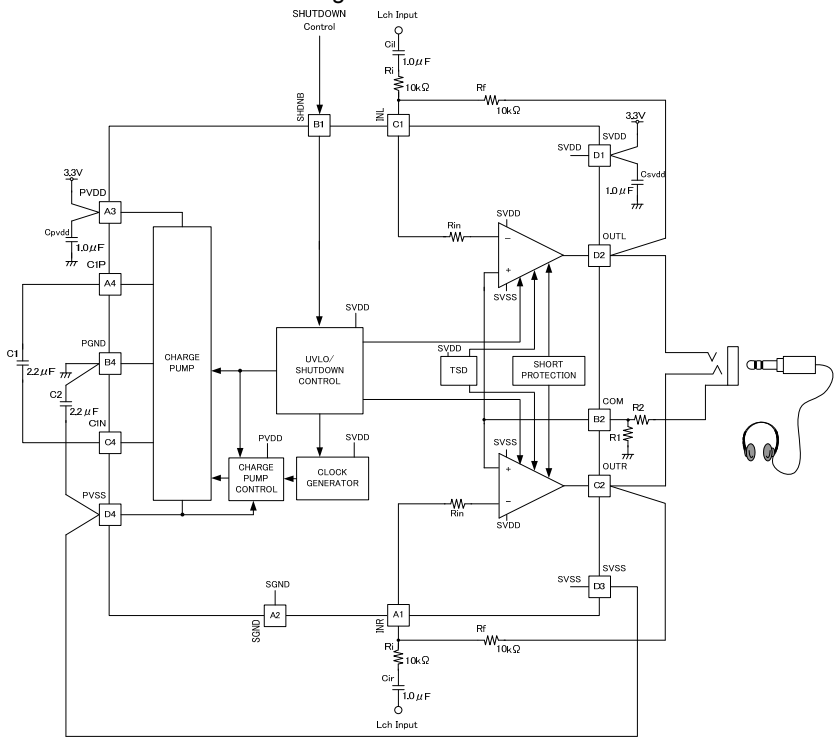 SHUTDOWN
Control
Lch Input
Cil
1.0μF
Ri
10kΩ
Rf
10kΩ
SHDNB
B1
INL
C1
3.3V
SVDD
SVDD
D1
Csvdd
1.0μF
3.3V
PVDD
A3
Cpvdd
1.0μF
C1P
A4
Rin
SVDD
−
+
SVSS
OUTL
D2
C1
2.2μF
PGND
B4
C2
2.2μF
C1N
C4
CHARGE
PUMP
SVDD
UVLO/
SHUTDOWN
CONTROL
SVDD
TSD
SHORT
PROTECTION
COM
B2
R2
R1
PVDD
CHARGE
PUMP
CONTROL
SVDD
CLOCK
GENERATOR
SVSS
+
−
SVDD
Rin
OUTR
C2
PVSS
D4
SVSS
SVSS
D3
SGND
SGND
A2
INR
A1
Ri
10kΩ
Rf
10kΩ
Cir
1.0μF
Lch Input